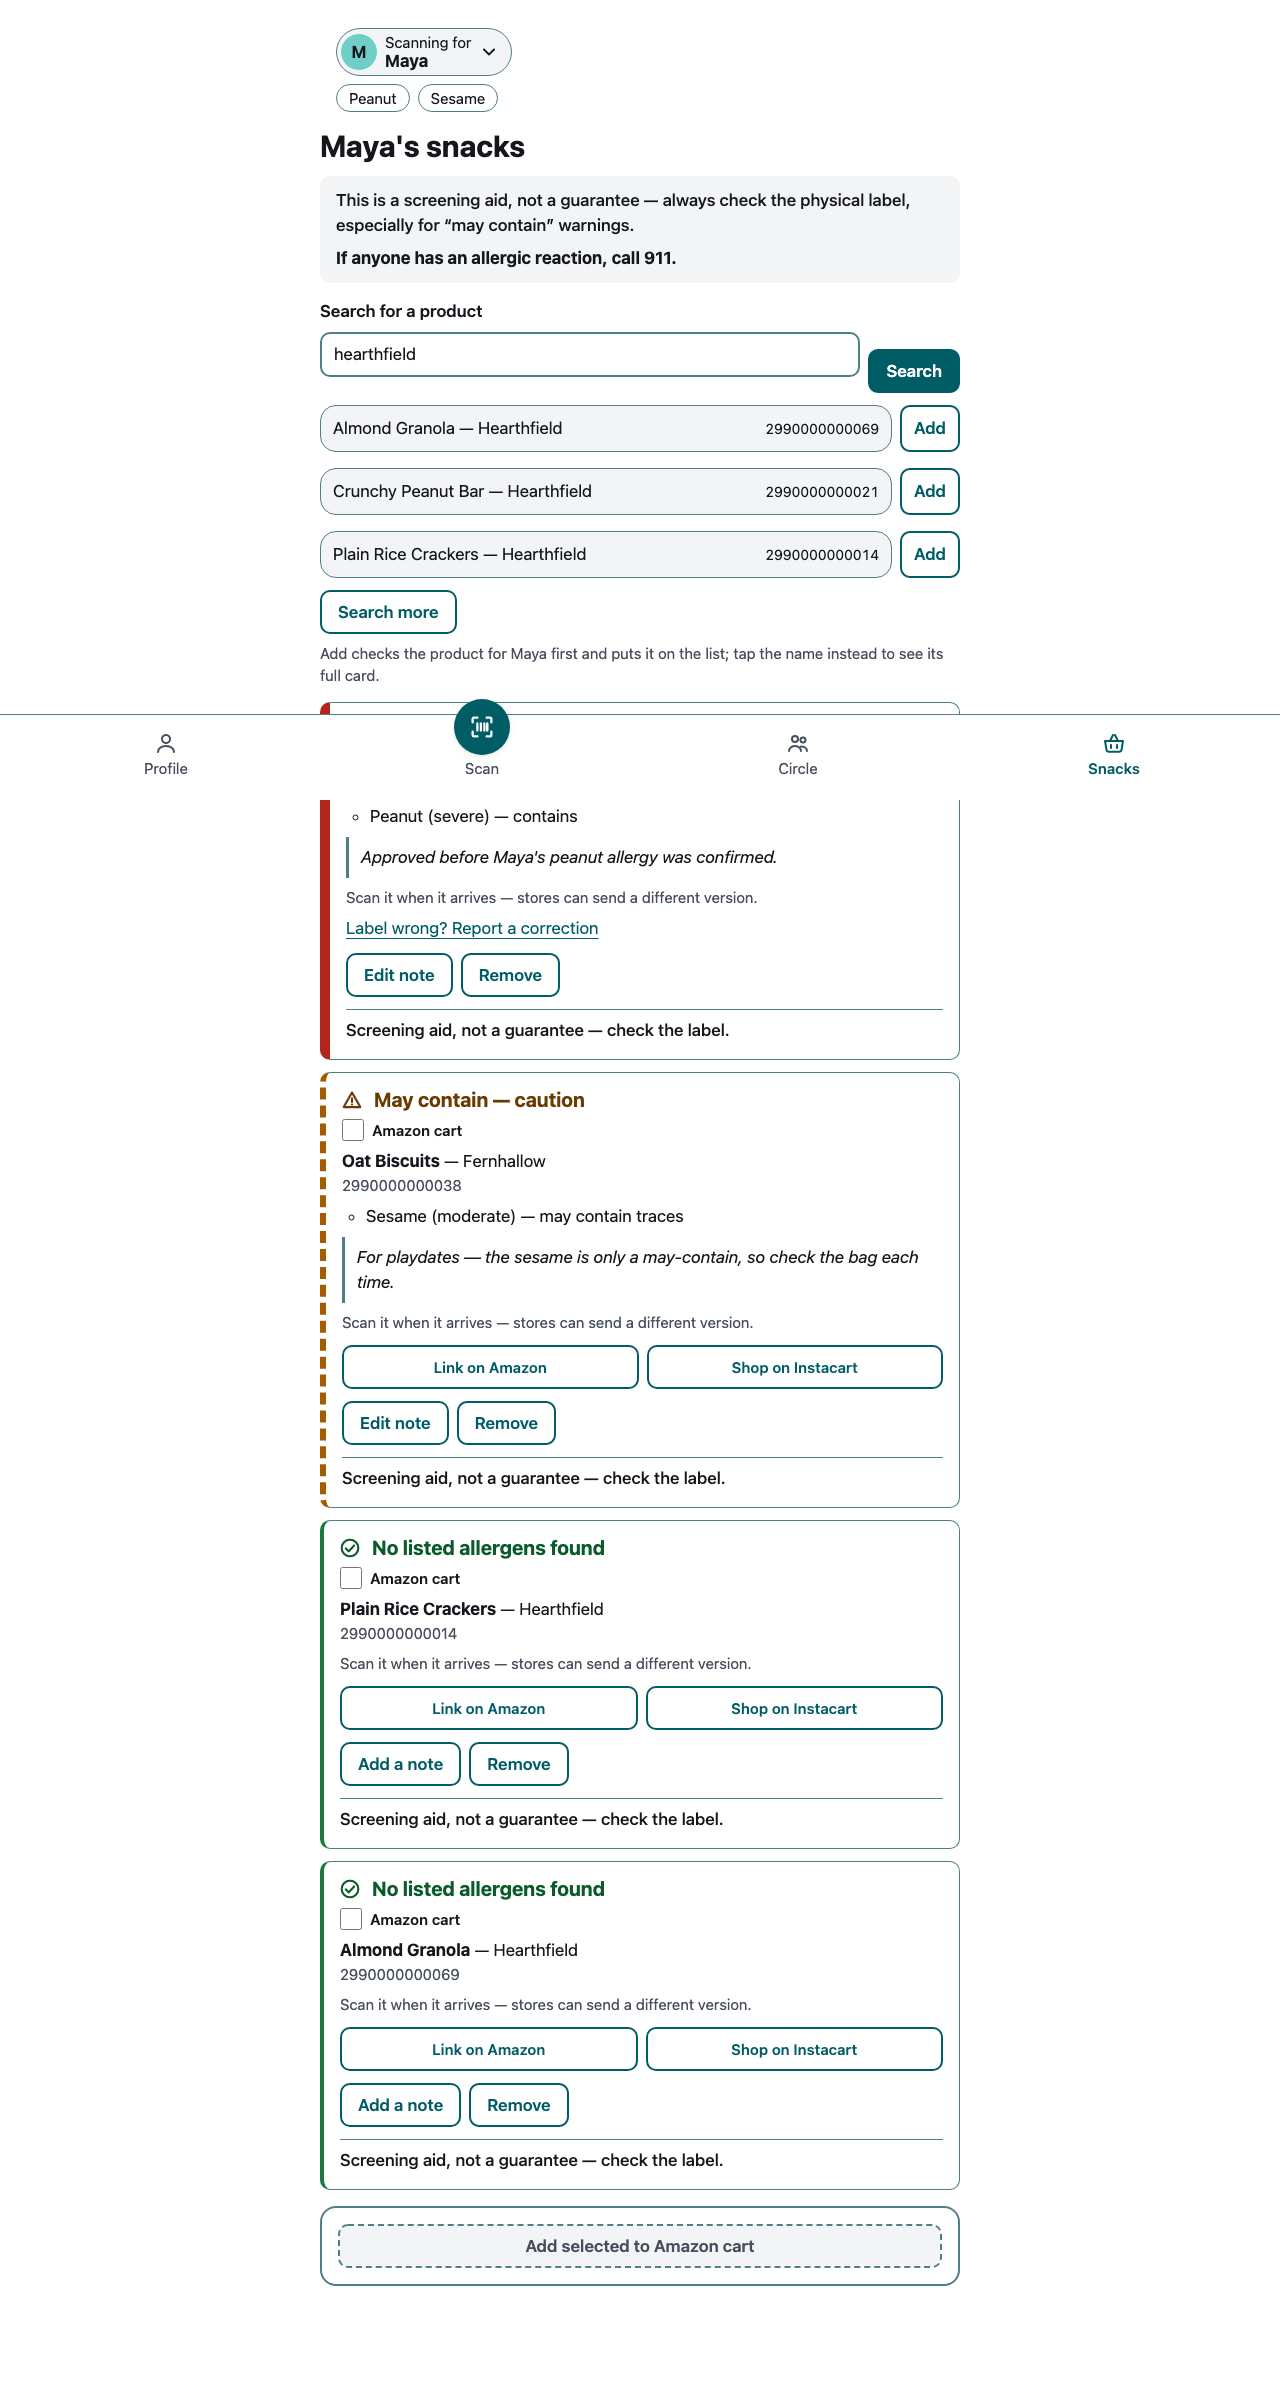 M
Scanning for
Maya
Peanut
Sesame
Maya's snacks
This is a screening aid, not a guarantee — always check the physical label,
especially for “may contain” warnings.
If anyone has an allergic reaction, call 911.
Search for a product
hearthfield
Search
Almond Granola — Hearthfield 2990000000069 Add
Crunchy Peanut Bar — Hearthfield 2990000000021 Add
Plain Rice Crackers — Hearthfield 2990000000014 Add
Search more
Add checks the product for Maya first and puts it on the list; tap the name instead to see its
full card.
Profile Scan Circle Snacks
Peanut (severe) — contains
Approved before Maya's peanut allergy was confirmed.
Scan it when it arrives — stores can send a different version.
Label wrong? Report a correction
Edit note Remove
Screening aid, not a guarantee — check the label.
May contain — caution
Amazon cart
Oat Biscuits — Fernhallow
2990000000038
Sesame (moderate) — may contain traces
For playdates — the sesame is only a may-contain, so check the bag each
time.
Scan it when it arrives — stores can send a different version.
Link on Amazon Shop on Instacart
Edit note Remove
Screening aid, not a guarantee — check the label.
No listed allergens found
Amazon cart
Plain Rice Crackers — Hearthfield
2990000000014
Scan it when it arrives — stores can send a different version.
Link on Amazon Shop on Instacart
Add a note Remove
Screening aid, not a guarantee — check the label.
No listed allergens found
Amazon cart
Almond Granola — Hearthfield
2990000000069
Scan it when it arrives — stores can send a different version.
Link on Amazon Shop on Instacart
Add a note Remove
Screening aid, not a guarantee — check the label.
Add selected to Amazon cart